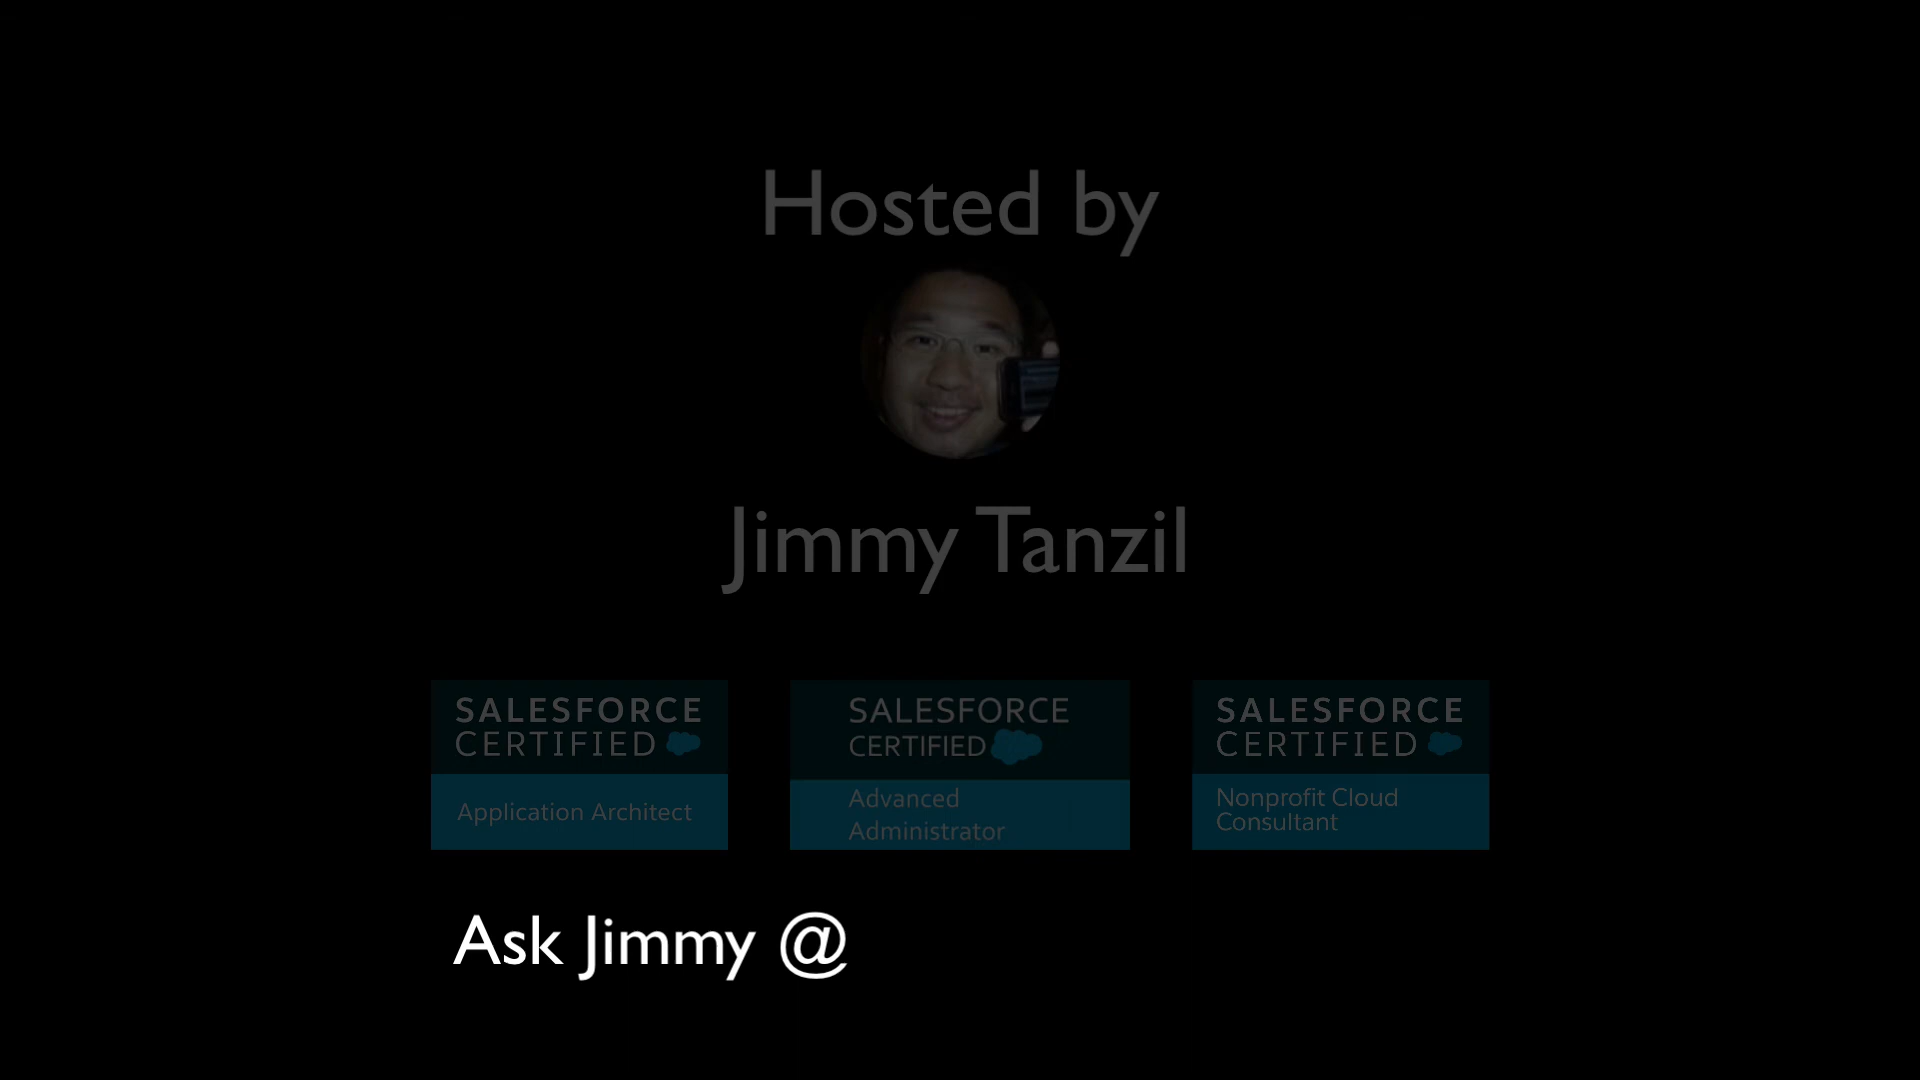 Hosted by
Jimmy Tanzil
SALESFORCE
CERTIFIED
Application Architect
SALESFORCE
CERTIFIED
Advanced
Administrator
SALESFORCE
CERTIFIED
Nonprofit Cloud
Consultant
Ask Jimmy @